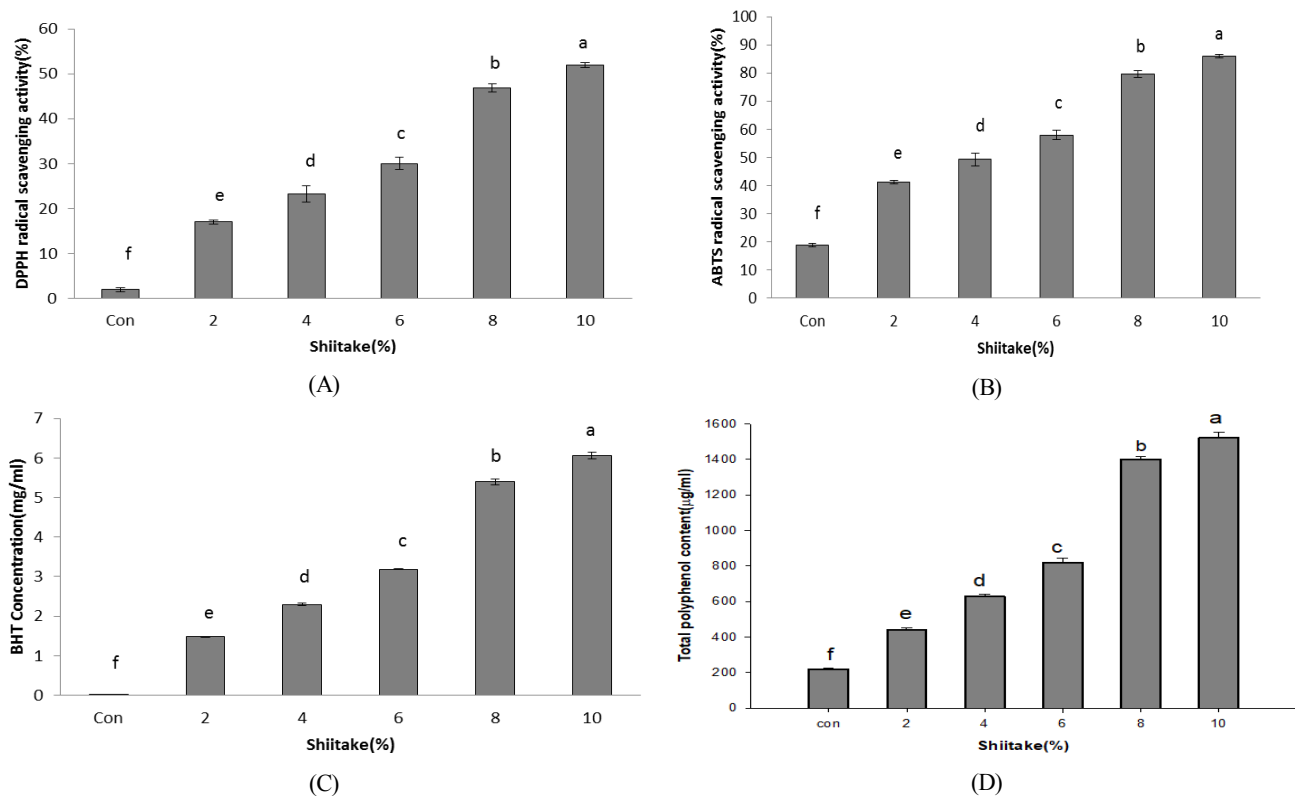 DPPH radical scavenging activity(%)
60
50
40
30
20
10
0
f
e
d
c
b
a
Con 2 4 6 8 10
Shiitake(%)
(A)
ABTS radical scavenging activity(%)
100
90
80
70
60
50
40
30
20
10
0
f
e
d
c
b
a
Con 2 4 6 8 10
Shiitake(%)
(B)
BHT Concentration(mg/ml)
7
6
5
4
3
2
1
0
f
e
d
c
b
a
Con 2 4 6 8 10
Shiitake(%)
(C)
Total polyphenol content(μg/ml)
1600
1400
1200
1000
800
600
400
200
0
f
e
d
c
b
a
con 2 4 6 8 10
Shiitake(%)
(D)